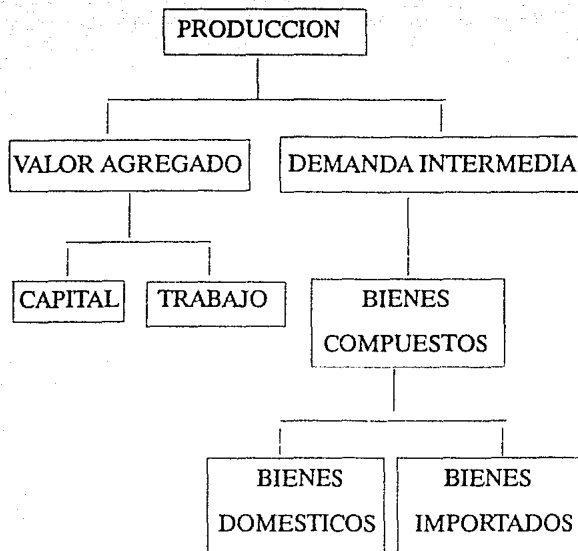 PRODUCCION
VALOR AGREGADO
DEMANDA INTERMEDIA
CAPITAL
TRABAJO
BIENES
COMPUESTOS
BIENES
DOMESTICOS
BIENES
IMPORTADOS